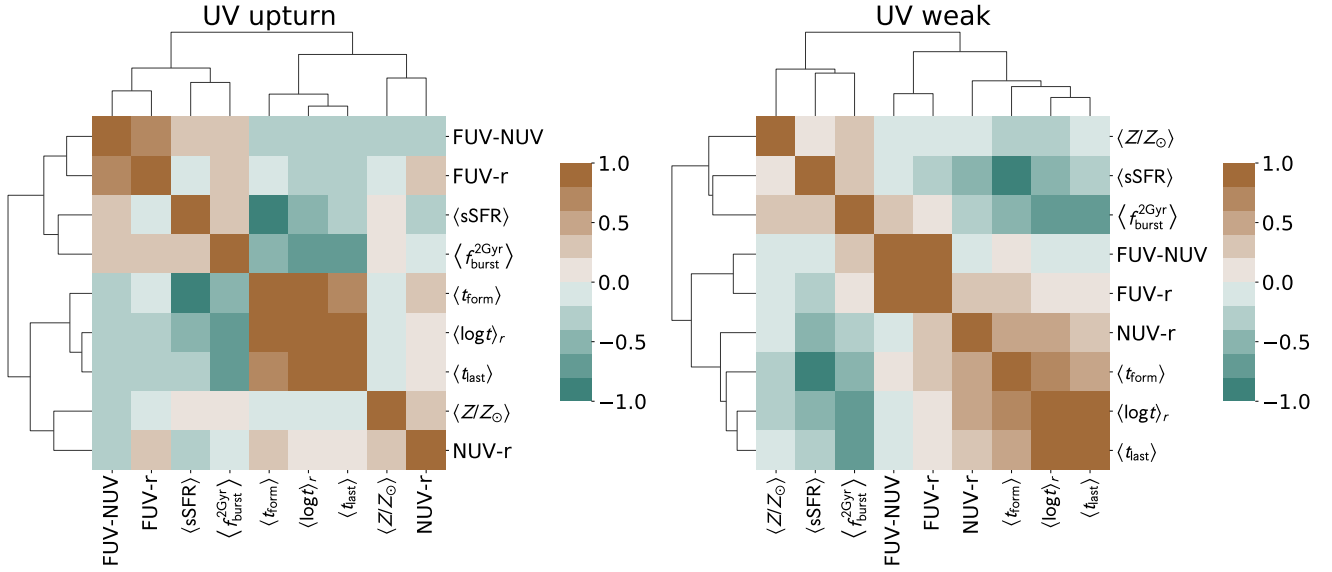 UV upturn
FUV-NUV
FUV-r
⟨sSFR⟩
⟨f_burst^2Gyr⟩
⟨t_form⟩
⟨log t⟩_r
⟨t_last⟩
⟨Z/Z_⊙⟩
NUV-r
FUV-NUV
FUV-r
⟨sSFR⟩
⟨f_burst^2Gyr⟩
⟨t_form⟩
⟨log t⟩_r
⟨t_last⟩
⟨Z/Z_⊙⟩
NUV-r
1.0
0.5
0.0
−0.5
−1.0
UV weak
⟨Z/Z_⊙⟩
⟨sSFR⟩
⟨f_burst^2Gyr⟩
FUV-NUV
FUV-r
NUV-r
⟨t_form⟩
⟨log t⟩_r
⟨t_last⟩
⟨Z/Z_⊙⟩
⟨sSFR⟩
⟨f_burst^2Gyr⟩
FUV-NUV
FUV-r
NUV-r
⟨t_form⟩
⟨log t⟩_r
⟨t_last⟩
1.0
0.5
0.0
−0.5
−1.0